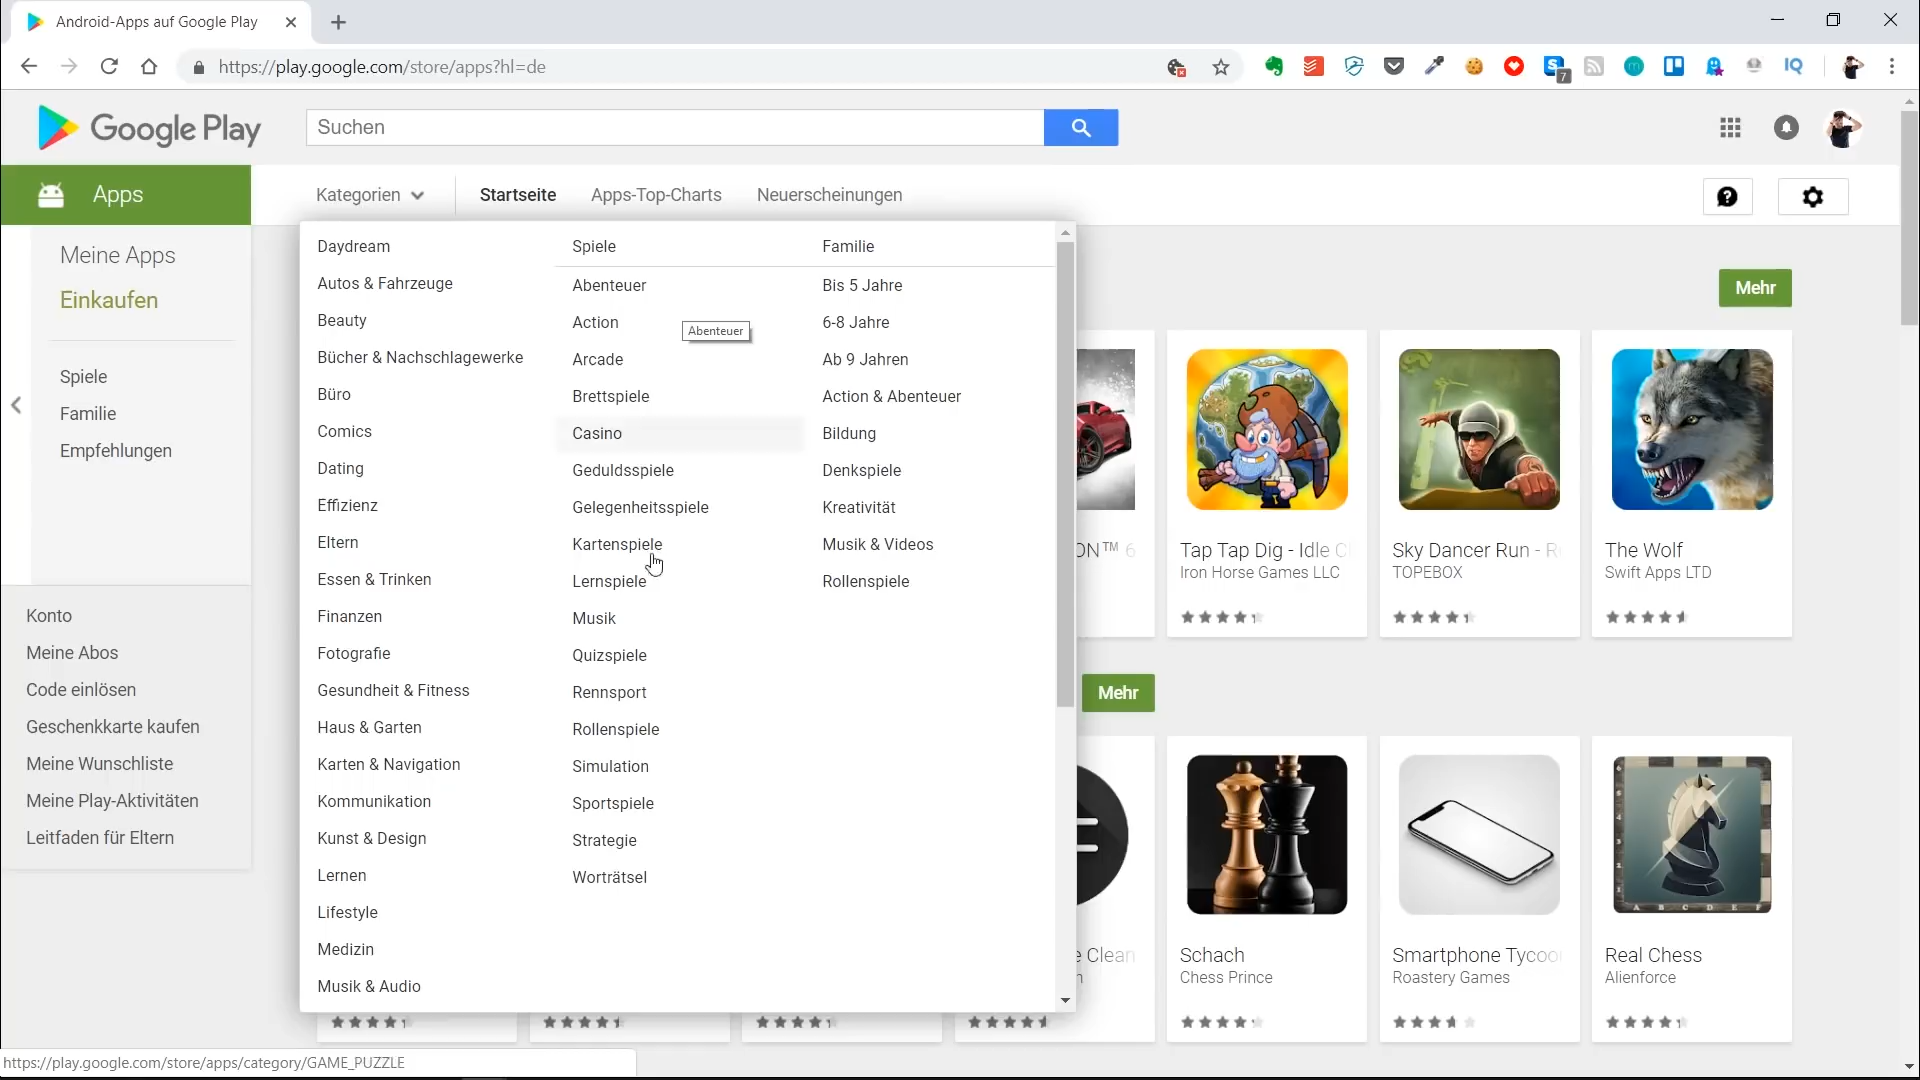 Android-Apps auf Google Play
https://play.google.com/store/apps?hl=de
7
IQ
Google Play
Suchen
Apps
Kategorien
Startseite
Apps-Top-Charts
Neuerscheinungen
Meine Apps
Einkaufen
Spiele
Familie
Empfehlungen
Konto
Meine Abos
Code einlösen
Geschenkkarte kaufen
Meine Wunschliste
Meine Play-Aktivitäten
Leitfaden für Eltern
Daydream
Autos & Fahrzeuge
Beauty
Bücher & Nachschlagewerke
Büro
Comics
Dating
Effizienz
Eltern
Essen & Trinken
Finanzen
Fotografie
Gesundheit & Fitness
Haus & Garten
Karten & Navigation
Kommunikation
Kunst & Design
Lernen
Lifestyle
Medizin
Musik & Audio
Spiele
Abenteuer
Action
Abenteuer
Arcade
Brettspiele
Casino
Geduldsspiele
Gelegenheitsspiele
Kartenspiele
Lernspiele
Musik
Quizspiele
Rennsport
Rollenspiele
Simulation
Sportspiele
Strategie
Worträtsel
Familie
Bis 5 Jahre
6-8 Jahre
Ab 9 Jahren
Action & Abenteuer
Bildung
Denkspiele
Kreativität
Musik & Videos
Rollenspiele
Mehr
ON™ 6
Tap Tap Dig - Idle C
Iron Horse Games LLC
Sky Dancer Run - R
TOPEBOX
The Wolf
Swift Apps LTD
Mehr
e Clean
Schach
Chess Prince
Smartphone Tycoo
Roastery Games
A B C D E F
Real Chess
Alienforce
https://play.google.com/store/apps/category/GAME_PUZZLE